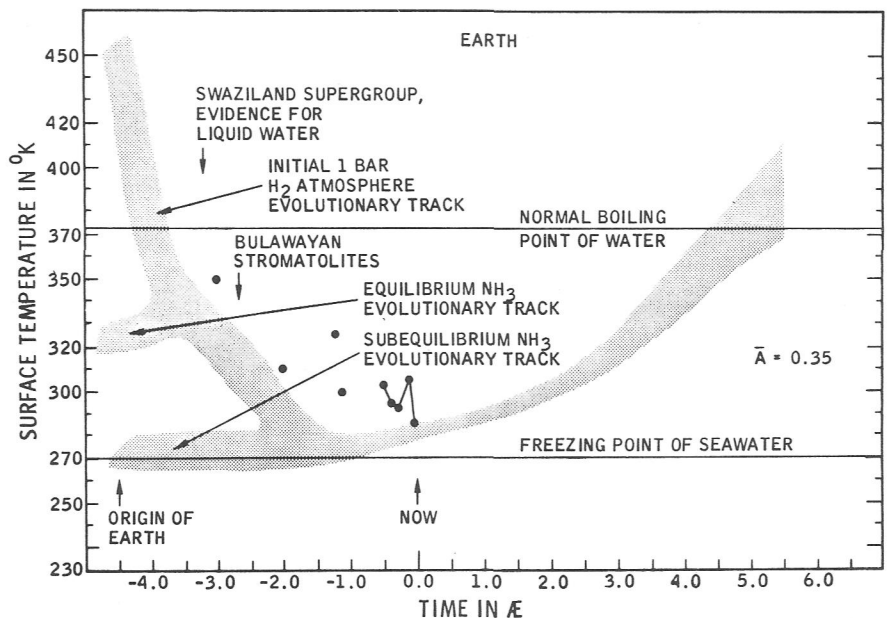 EARTH
SWAZILAND SUPERGROUP,
EVIDENCE FOR
LIQUID WATER
INITIAL 1 BAR
H₂ ATMOSPHERE
EVOLUTIONARY TRACK
NORMAL BOILING
POINT OF WATER
BULAWAYAN
STROMATOLITES
EQUILIBRIUM NH₃
EVOLUTIONARY TRACK
SUBEQUILIBRIUM NH₃
EVOLUTIONARY TRACK
Ā = 0.35
FREEZING POINT OF SEAWATER
ORIGIN OF
EARTH
NOW
SURFACE TEMPERATURE IN °K
450
420
400
370
350
320
300
270
250
230
-4.0 -3.0 -2.0 -1.0 0.0 1.0 2.0 3.0 4.0 5.0 6.0
TIME IN Æ